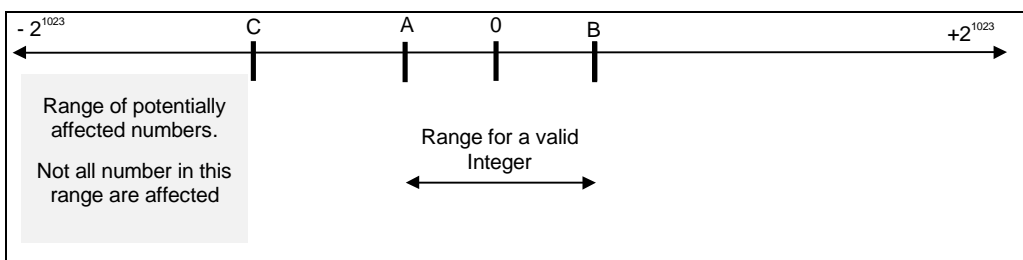 - 2^1023 C A 0 B +2^1023
Range of potentially
affected numbers.
Not all number in this
range are affected
Range for a valid
Integer